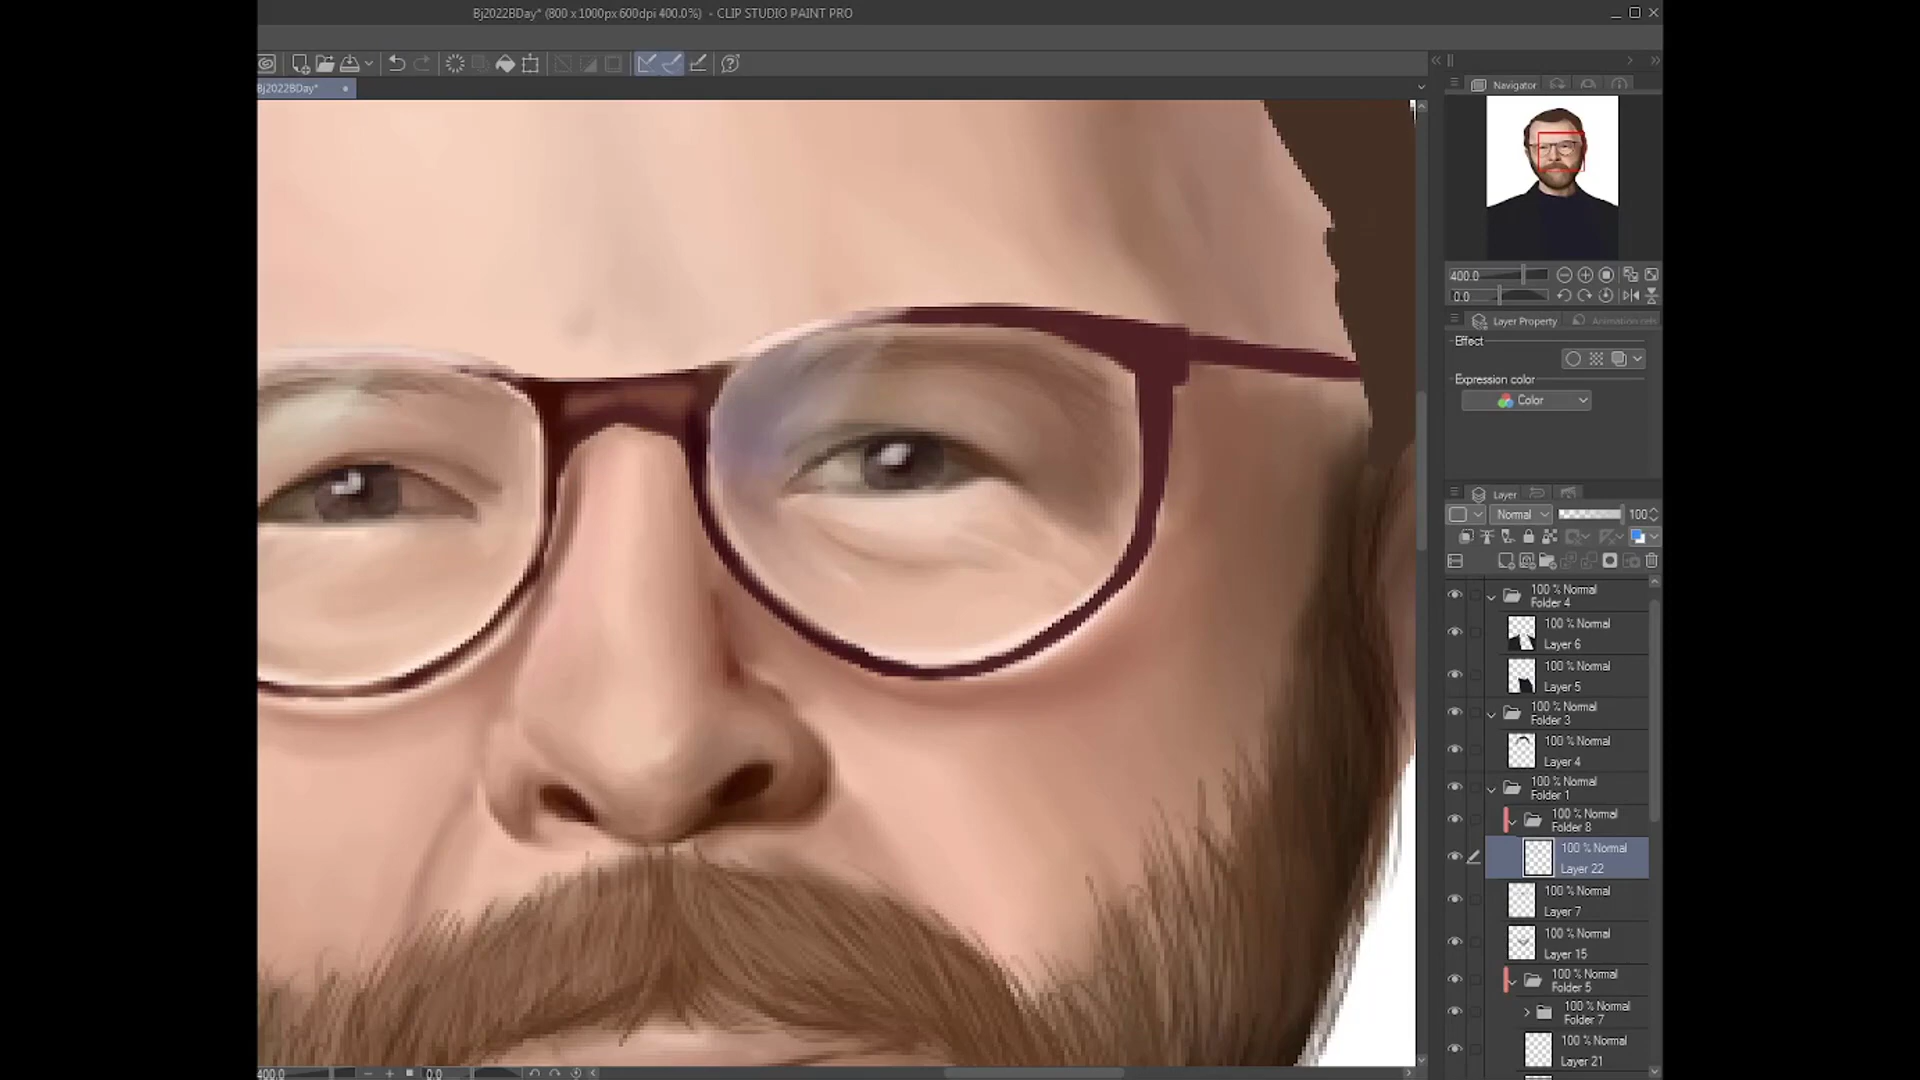 Bj2022BDay* (800 x 1000px 600dpi 400.0%) - CLIP STUDIO PAINT PRO
Bj2022BDay*
Navigator
400.0
0.0
Layer Property
Animation sets
Effect
Expression color
Color
Layer
Normal
100
100 % Normal
Folder 4
100 % Normal
Layer 6
100 % Normal
Layer 5
100 % Normal
Folder 3
100 % Normal
Layer 4
100 % Normal
Folder 1
100 % Normal
Folder 8
100 % Normal
Layer 22
100 % Normal
Layer 7
100 % Normal
Layer 15
100 % Normal
Folder 5
100 % Normal
Folder 7
100 % Normal
Layer 21
400.0
0.0